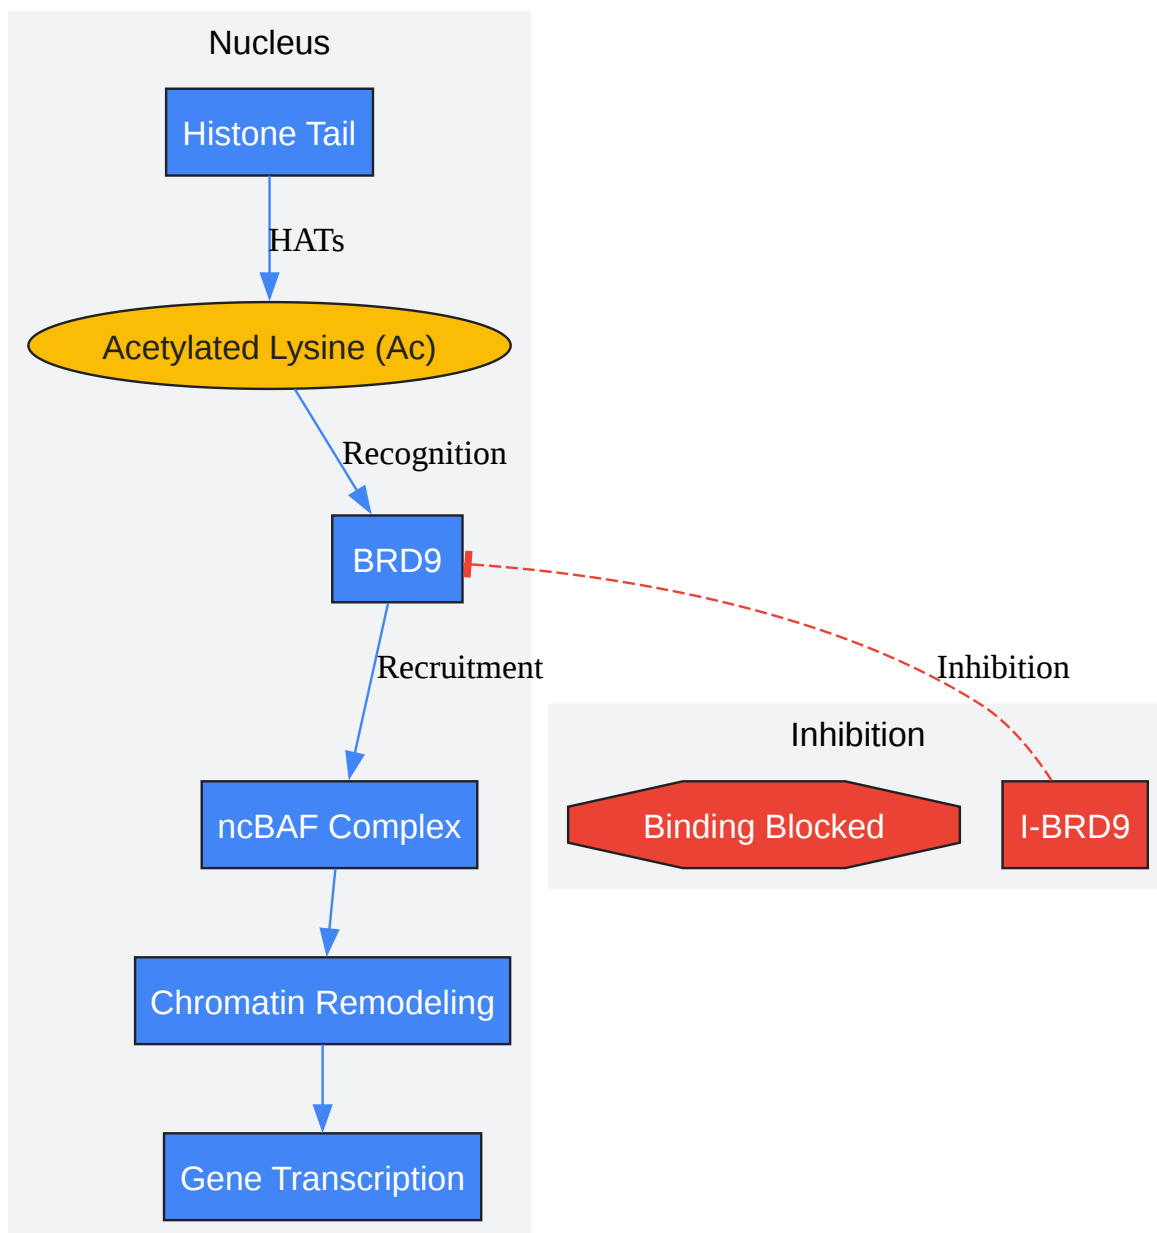 Nucleus
Histone Tail
HATs
Acetylated Lysine (Ac)
Recognition
BRD9
Recruitment
Inhibition
Inhibition
ncBAF Complex
Binding Blocked
I-BRD9
Chromatin Remodeling
Gene Transcription